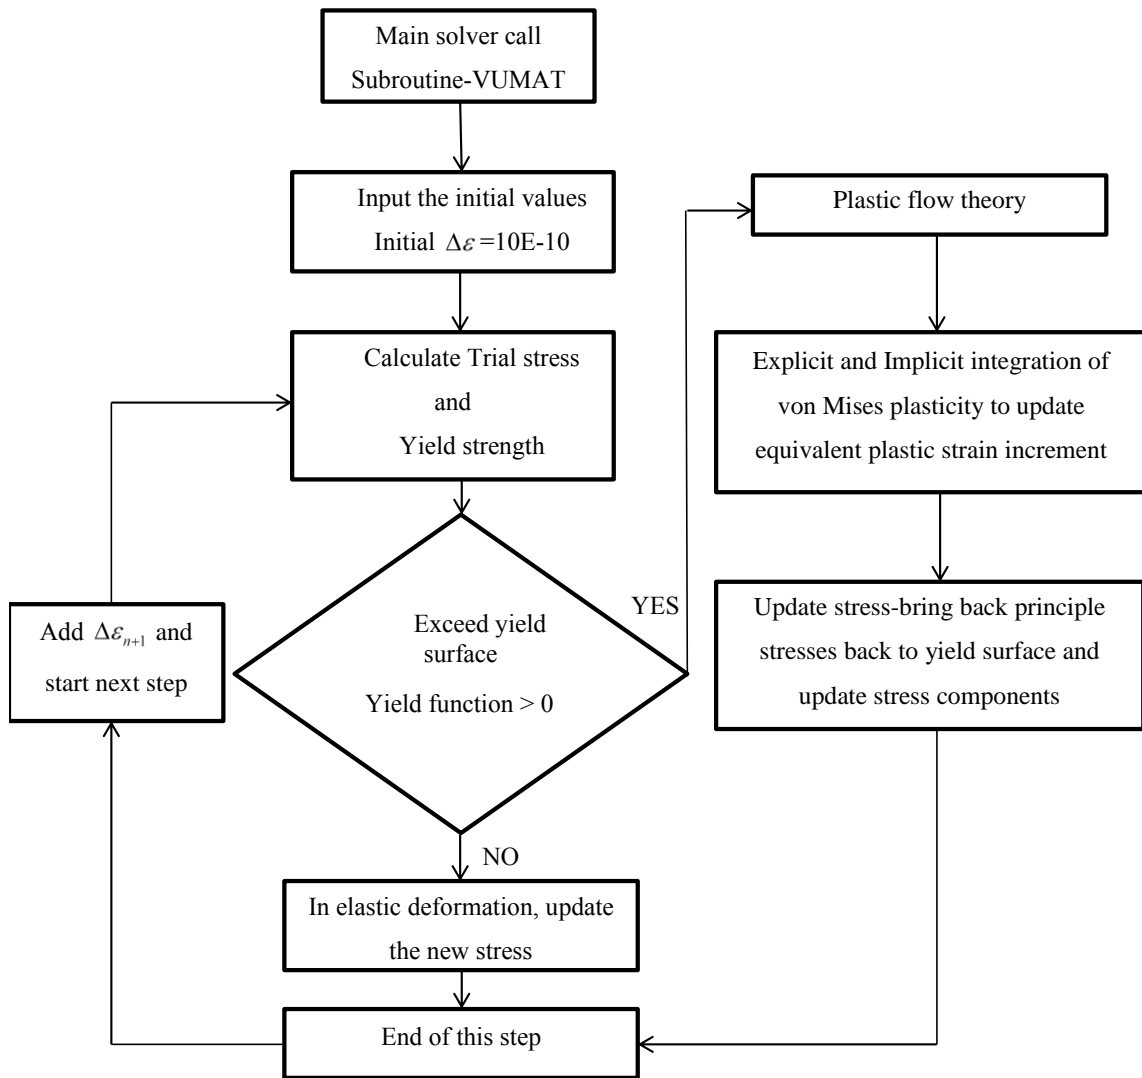 Main solver call
Subroutine-VUMAT
Input the initial values
Initial Δε=10E-10
Calculate Trial stress
and
Yield strength
Exceed yield
surface
Yield function > 0
YES
NO
In elastic deformation, update
the new stress
End of this step
Add Δεn+1 and
start next step
Plastic flow theory
Explicit and Implicit integration of
von Mises plasticity to update
equivalent plastic strain increment
Update stress-bring back principle
stresses back to yield surface and
update stress components